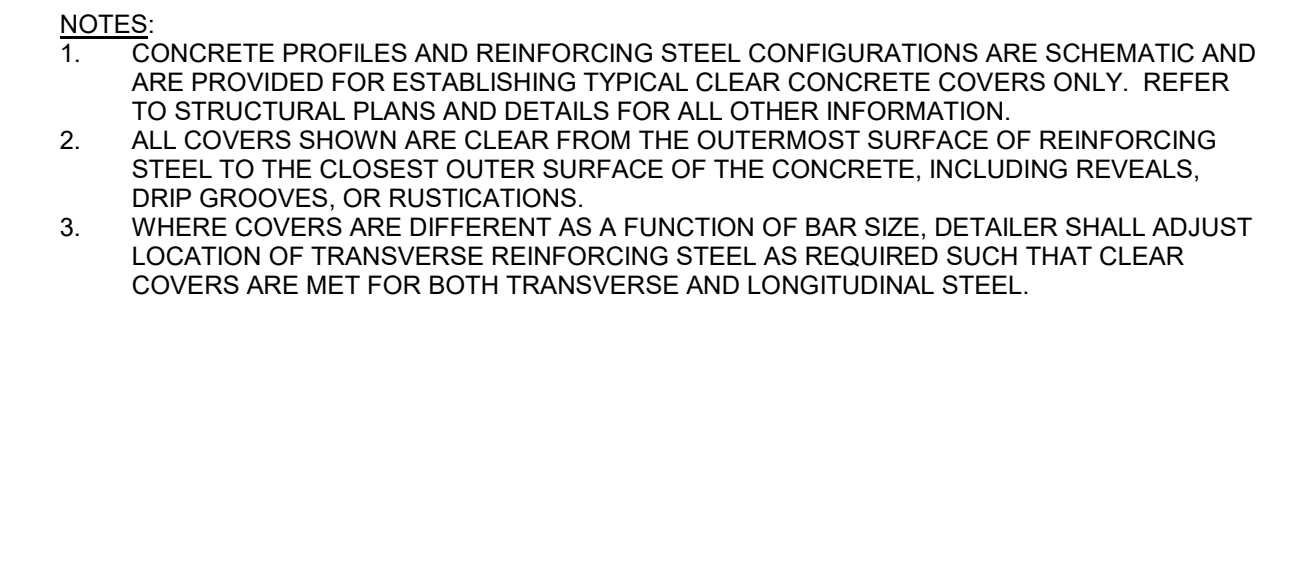 NOTES:
1. CONCRETE PROFILES AND REINFORCING STEEL CONFIGURATIONS ARE SCHEMATIC AND
ARE PROVIDED FOR ESTABLISHING TYPICAL CLEAR CONCRETE COVERS ONLY.  REFER
TO STRUCTURAL PLANS AND DETAILS FOR ALL OTHER INFORMATION.
2. ALL COVERS SHOWN ARE CLEAR FROM THE OUTERMOST SURFACE OF REINFORCING
STEEL TO THE CLOSEST OUTER SURFACE OF THE CONCRETE, INCLUDING REVEALS,
DRIP GROOVES, OR RUSTICATIONS.
3. WHERE COVERS ARE DIFFERENT AS A FUNCTION OF BAR SIZE, DETAILER SHALL ADJUST
LOCATION OF TRANSVERSE REINFORCING STEEL AS REQUIRED SUCH THAT CLEAR
COVERS ARE MET FOR BOTH TRANSVERSE AND LONGITUDINAL STEEL.